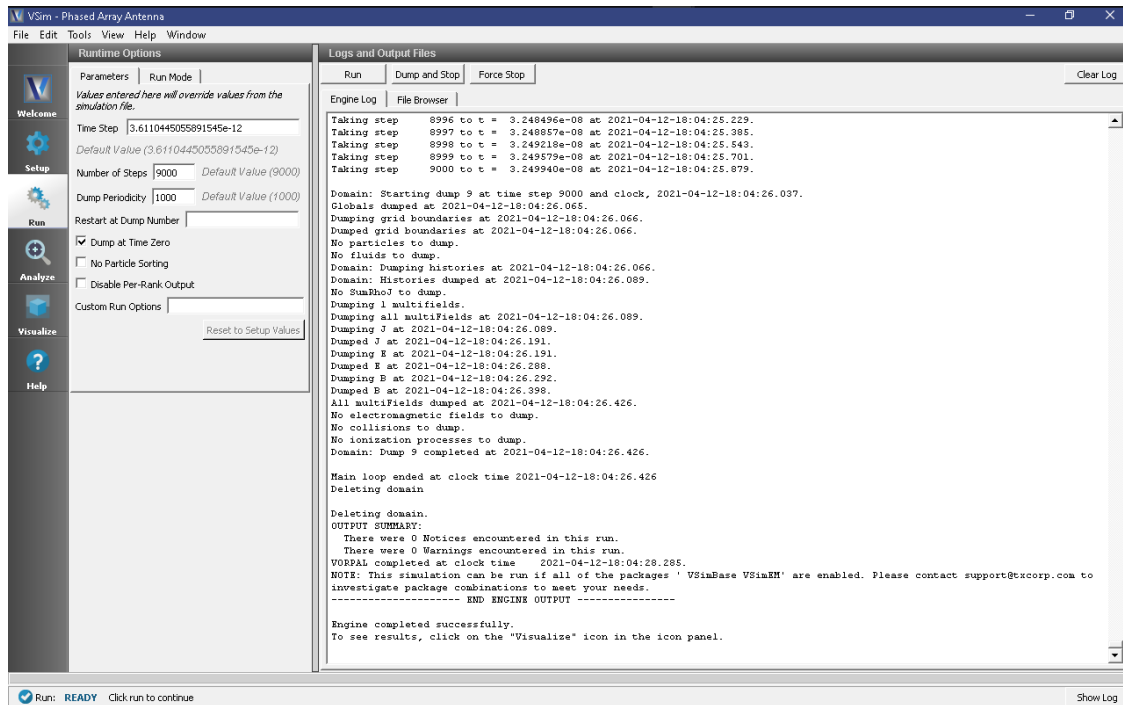 VSim - Phased Array Antenna
File Edit Tools View Help Window
Runtime Options
Parameters
Run Mode
Values entered here will override values from the
simulation file.
Time Step 3.6110445055891545e-12
Default Value (3.6110445055891545e-12)
Number of Steps 9000 Default Value (9000)
Dump Periodicity 1000 Default Value (1000)
Restart at Dump Number
Dump at Time Zero
No Particle Sorting
Disable Per-Rank Output
Custom Run Options
Reset to Setup Values
Welcome
Setup
Run
Analyze
Visualize
Help
Logs and Output Files
Run Dump and Stop Force Stop Clear Log
Engine Log File Browser
Taking step 8996 to t = 3.248496e-08 at 2021-04-12-18:04:25.229.
Taking step 8997 to t = 3.248857e-08 at 2021-04-12-18:04:25.385.
Taking step 8998 to t = 3.249218e-08 at 2021-04-12-18:04:25.543.
Taking step 8999 to t = 3.249579e-08 at 2021-04-12-18:04:25.701.
Taking step 9000 to t = 3.249940e-08 at 2021-04-12-18:04:25.879.
Domain: Starting dump 9 at time step 9000 and clock, 2021-04-12-18:04:26.037.
Globals dumped at 2021-04-12-18:04:26.065.
Dumping grid boundaries at 2021-04-12-18:04:26.066.
Dumped grid boundaries at 2021-04-12-18:04:26.066.
No particles to dump.
No fluids to dump.
Domain: Dumping histories at 2021-04-12-18:04:26.066.
Domain: Histories dumped at 2021-04-12-18:04:26.089.
No SumRhoJ to dump.
Dumping 1 multifields.
Dumping all multiFields at 2021-04-12-18:04:26.089.
Dumping J at 2021-04-12-18:04:26.089.
Dumped J at 2021-04-12-18:04:26.191.
Dumping E at 2021-04-12-18:04:26.191.
Dumped E at 2021-04-12-18:04:26.288.
Dumping B at 2021-04-12-18:04:26.292.
Dumped B at 2021-04-12-18:04:26.398.
All multiFields dumped at 2021-04-12-18:04:26.426.
No electromagnetic fields to dump.
No collisions to dump.
No ionization processes to dump.
Domain: Dump 9 completed at 2021-04-12-18:04:26.426.
Main loop ended at clock time 2021-04-12-18:04:26.426
Deleting domain
Deleting domain.
OUTPUT SUMMARY:
There were 0 Notices encountered in this run.
There were 0 Warnings encountered in this run.
VORPAL completed at clock time 2021-04-12-18:04:28.285.
NOTE: This simulation can be run if all of the packages ' VSimBase VSimEM' are enabled. Please contact support@txcorp.com to
investigate package combinations to meet your needs.
--------------------- END ENGINE OUTPUT ----------------
Engine completed successfully.
To see results, click on the "Visualize" icon in the icon panel.
Run: READY Click run to continue
Show Log